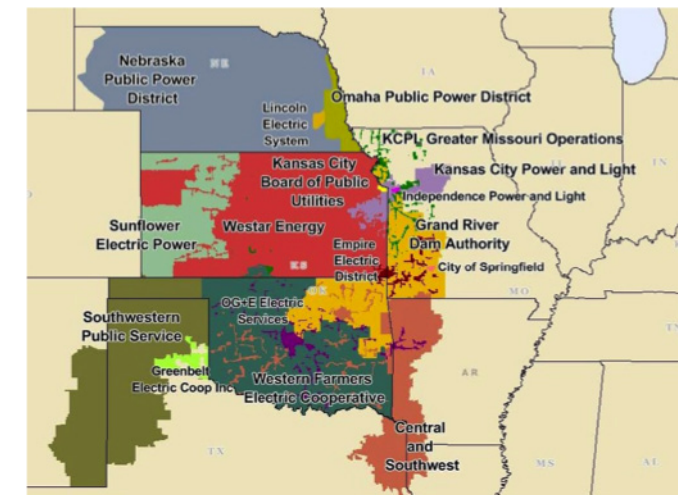 Nebraska
Public Power
District
NE
IA
Lincoln
Electric
System
Omaha Public Power District
KCPL Greater Missouri Operations
Kansas City
Board of Public
Utilities
Kansas City Power and Light
Independence Power and Light
IN
Sunflower
Electric Power
Westar Energy
Grand River
Dam Authority
Empire
Electric
District
City of Springfield
KS
MO
OK
OG+E Electric
Services
Southwestern
Public Service
Greenbelt
Electric Coop Inc
Western Farmers
Electric Cooperative
AR
Central
and
Southwest
TX
MS